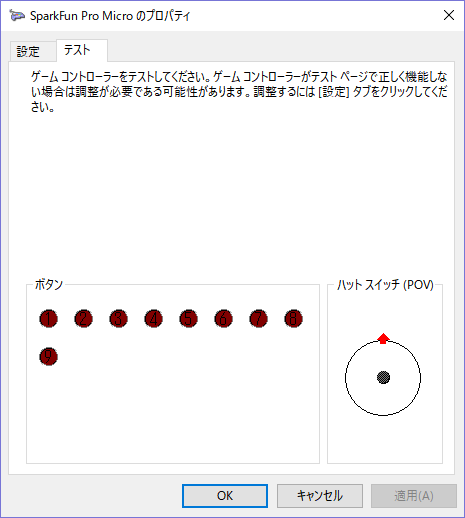 SparkFun Pro Micro のプロパティ
設定 テスト
ゲーム コントローラーをテストしてください。ゲーム コントローラーがテスト ページで正しく機能しな
い場合は調整が必要である可能性があります。調整するには [設定] タブをクリックしてくだ
さい。
ボタン ハット スイッチ (POV)
1 2 3 4 5 6 7 8
9
OK キャンセル 適用(A)